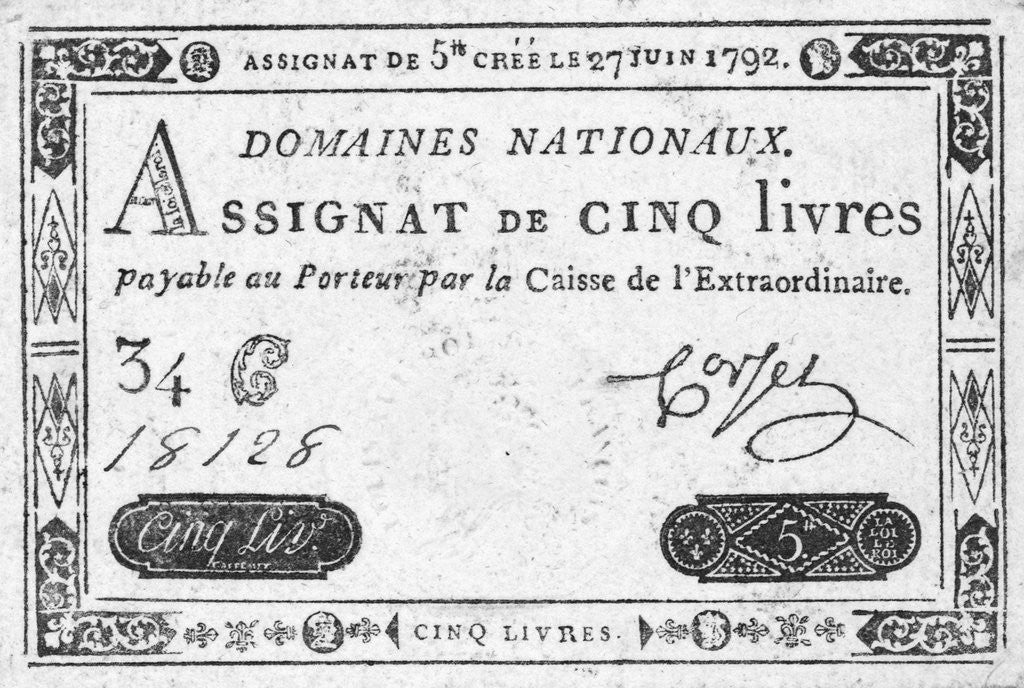 ASSIGNAT DE 5tt CRÉÉ LE 27 JUIN 1792.
DOMAINES NATIONAUX.
ASSIGNAT DE CINQ livres
payable au Porteur par la Caisse de l'Extraordinaire.
34 C
Corsel
18128
Cinq Liv.
5tt
LA
LOI
LE
ROI
CINQ LIVRES.